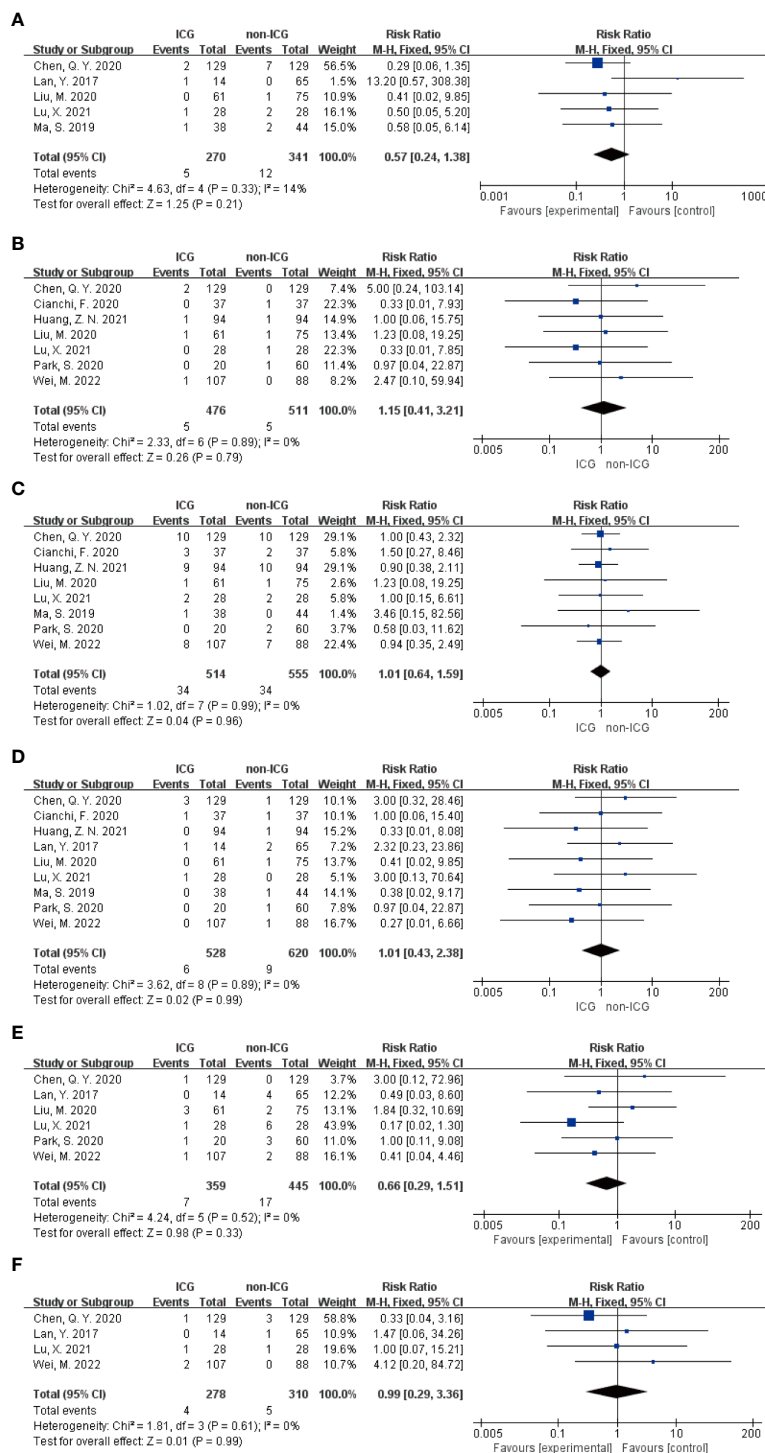 A
ICG non-ICG Risk Ratio Risk Ratio
Study or Subgroup Events Total Events Total Weight M-H, Fixed, 95% CI M-H, Fixed, 95% CI
Chen, Q. Y. 2020 2 129 7 129 56.5% 0.29 [0.06, 1.35]
Lan, Y. 2017 1 14 0 65 1.5% 13.20 [0.57, 308.38]
Liu, M. 2020 0 61 1 75 10.9% 0.41 [0.02, 9.85]
Lu, X. 2021 1 28 2 28 16.1% 0.50 [0.05, 5.20]
Ma, S. 2019 1 38 2 44 15.0% 0.58 [0.05, 6.14]
Total (95% CI) 270 341 100.0% 0.57 [0.24, 1.38]
Total events 5 12
Heterogeneity: Chi² = 4.63, df = 4 (P = 0.33); I² = 14%
Test for overall effect: Z = 1.25 (P = 0.21)
0.001 0.1 1 10 1000
Favours [experimental] Favours [control]
B
ICG non-ICG Risk Ratio Risk Ratio
Study or Subgroup Events Total Events Total Weight M-H, Fixed, 95% CI M-H, Fixed, 95% CI
Chen, Q. Y. 2020 2 129 0 129 7.4% 5.00 [0.24, 103.14]
Cianchi, F. 2020 0 37 1 37 22.3% 0.33 [0.01, 7.93]
Huang, Z. N. 2021 1 94 1 94 14.9% 1.00 [0.06, 15.75]
Liu, M. 2020 1 61 1 75 13.4% 1.23 [0.08, 19.25]
Lu, X. 2021 0 28 1 28 22.3% 0.33 [0.01, 7.85]
Park, S. 2020 0 20 1 60 11.4% 0.97 [0.04, 22.87]
Wei, M. 2022 1 107 0 88 8.2% 2.47 [0.10, 59.94]
Total (95% CI) 476 511 100.0% 1.15 [0.41, 3.21]
Total events 5 5
Heterogeneity: Chi² = 2.33, df = 6 (P = 0.89); I² = 0%
Test for overall effect: Z = 0.26 (P = 0.79)
0.005 0.1 1 10 200
ICG non-ICG
C
ICG non-ICG Risk Ratio Risk Ratio
Study or Subgroup Events Total Events Total Weight M-H, Fixed, 95% CI M-H, Fixed, 95% CI
Chen, Q. Y. 2020 10 129 10 129 29.1% 1.00 [0.43, 2.32]
Cianchi, F. 2020 3 37 2 37 5.8% 1.50 [0.27, 8.46]
Huang, Z. N. 2021 9 94 10 94 29.1% 0.90 [0.38, 2.11]
Liu, M. 2020 1 61 1 75 2.6% 1.23 [0.08, 19.25]
Lu, X. 2021 2 28 2 28 5.8% 1.00 [0.15, 6.61]
Ma, S. 2019 1 38 0 44 1.4% 3.46 [0.15, 82.56]
Park, S. 2020 0 20 2 60 3.7% 0.58 [0.03, 11.62]
Wei, M. 2022 8 107 7 88 22.4% 0.94 [0.35, 2.49]
Total (95% CI) 514 555 100.0% 1.01 [0.64, 1.59]
Total events 34 34
Heterogeneity: Chi² = 1.02, df = 7 (P = 0.99); I² = 0%
Test for overall effect: Z = 0.04 (P = 0.96)
0.005 0.1 1 10 200
ICG non-ICG
D
ICG non-ICG Risk Ratio Risk Ratio
Study or Subgroup Events Total Events Total Weight M-H, Fixed, 95% CI M-H, Fixed, 95% CI
Chen, Q. Y. 2020 3 129 1 129 10.1% 3.00 [0.32, 28.46]
Cianchi, F. 2020 1 37 1 37 10.1% 1.00 [0.06, 15.40]
Huang, Z. N. 2021 0 94 1 94 15.2% 0.33 [0.01, 8.08]
Lan, Y. 2017 1 14 2 65 7.2% 2.32 [0.23, 23.86]
Liu, M. 2020 0 61 1 75 13.7% 0.41 [0.02, 9.85]
Lu, X. 2021 1 28 0 28 5.1% 3.00 [0.13, 70.64]
Ma, S. 2019 0 38 1 44 14.1% 0.38 [0.02, 9.17]
Park, S. 2020 0 20 1 60 7.8% 0.97 [0.04, 22.87]
Wei, M. 2022 0 107 1 88 16.7% 0.27 [0.01, 6.66]
Total (95% CI) 528 620 100.0% 1.01 [0.43, 2.38]
Total events 6 9
Heterogeneity: Chi² = 3.62, df = 8 (P = 0.89); I² = 0%
Test for overall effect: Z = 0.02 (P = 0.99)
0.005 0.1 1 10 200
ICG non-ICG
E
ICG non-ICG Risk Ratio Risk Ratio
Study or Subgroup Events Total Events Total Weight M-H, Fixed, 95% CI M-H, Fixed, 95% CI
Chen, Q. Y. 2020 1 129 0 129 3.7% 3.00 [0.12, 72.96]
Lan, Y. 2017 0 14 4 65 12.2% 0.49 [0.03, 8.60]
Liu, M. 2020 3 61 2 75 13.1% 1.84 [0.32, 10.69]
Lu, X. 2021 1 28 6 28 43.9% 0.17 [0.02, 1.30]
Park, S. 2020 1 20 3 60 11.0% 1.00 [0.11, 9.08]
Wei, M. 2022 1 107 2 88 16.1% 0.41 [0.04, 4.46]
Total (95% CI) 359 445 100.0% 0.66 [0.29, 1.51]
Total events 7 17
Heterogeneity: Chi² = 4.24, df = 5 (P = 0.52); I² = 0%
Test for overall effect: Z = 0.98 (P = 0.33)
0.005 0.1 1 10 200
Favours [experimental] Favours [control]
F
ICG non-ICG Risk Ratio Risk Ratio
Study or Subgroup Events Total Events Total Weight M-H, Fixed, 95% CI M-H, Fixed, 95% CI
Chen, Q. Y. 2020 1 129 3 129 58.8% 0.33 [0.04, 3.16]
Lan, Y. 2017 0 14 1 65 10.9% 1.47 [0.06, 34.26]
Lu, X. 2021 1 28 1 28 19.6% 1.00 [0.07, 15.21]
Wei, M. 2022 2 107 0 88 10.7% 4.12 [0.20, 84.72]
Total (95% CI) 278 310 100.0% 0.99 [0.29, 3.36]
Total events 4 5
Heterogeneity: Chi² = 1.81, df = 3 (P = 0.61); I² = 0%
Test for overall effect: Z = 0.01 (P = 0.99)
0.005 0.1 1 10 200
Favours [experimental] Favours [control]